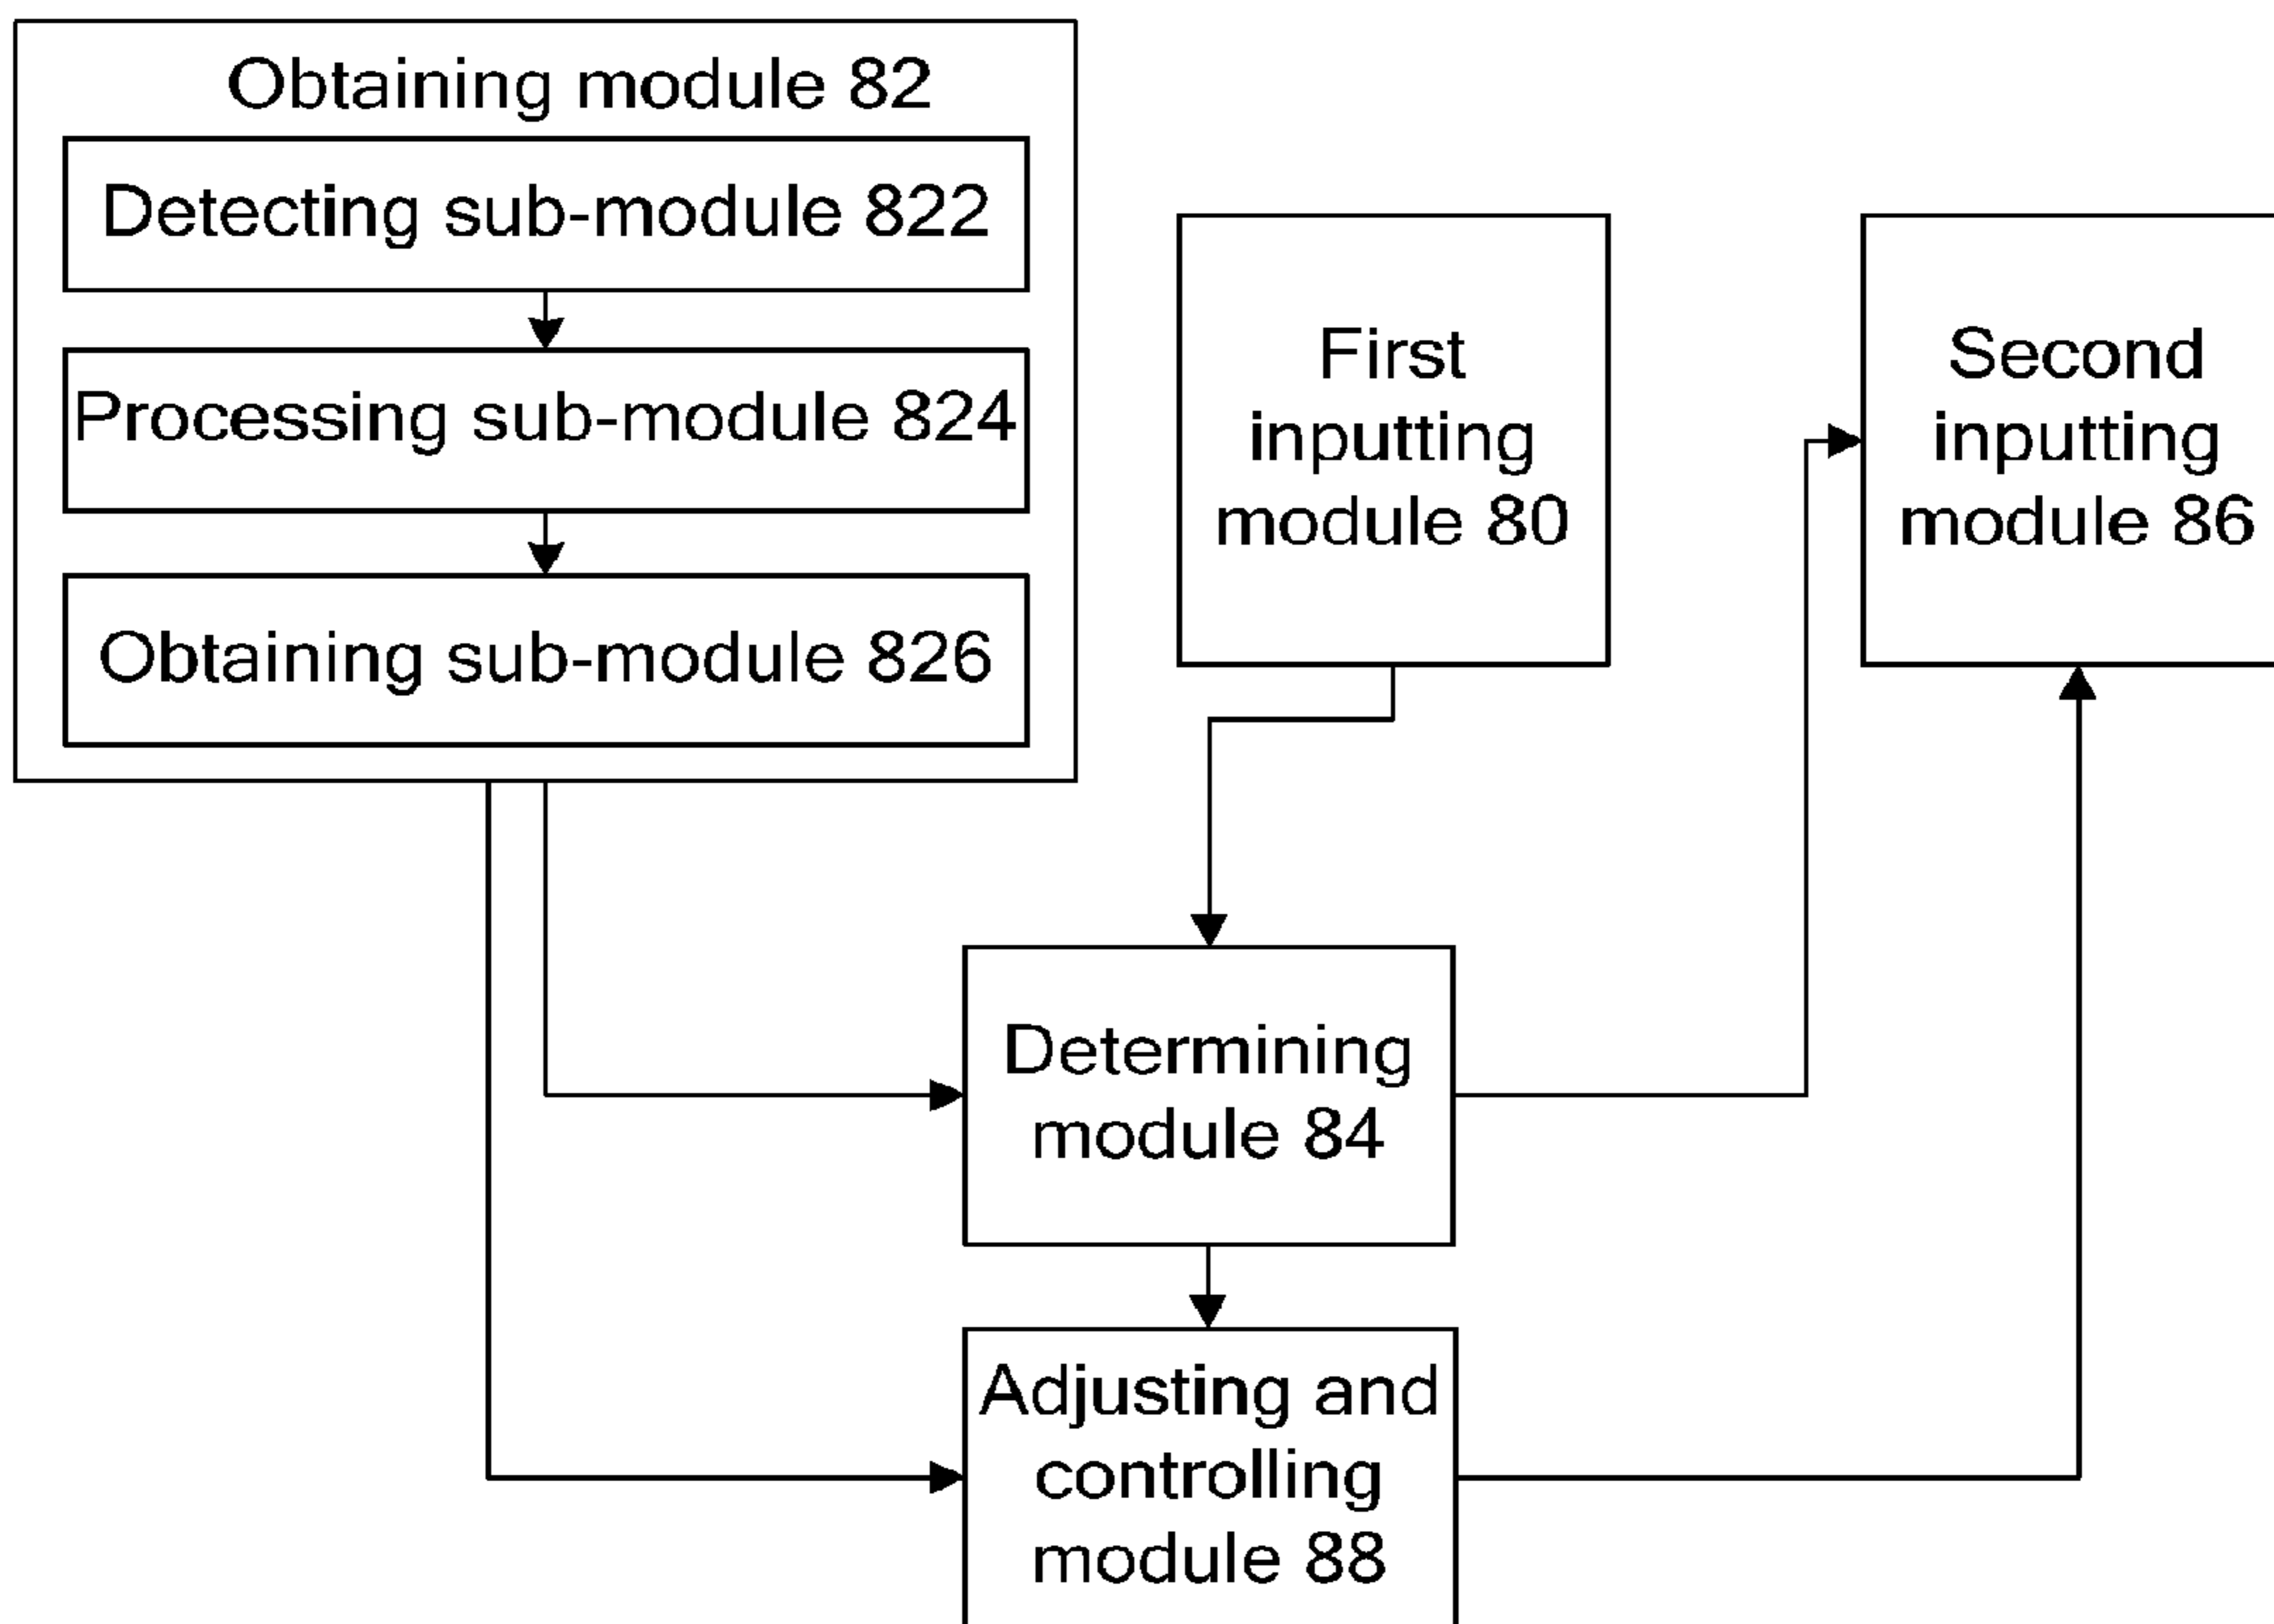 Obtaining module 82
Detecting sub-module 822
Processing sub-module 824
Obtaining sub-module 826
First
inputting
module 80
Second
inputting
module 86
Determining
module 84
Adjusting and
controlling
module 88